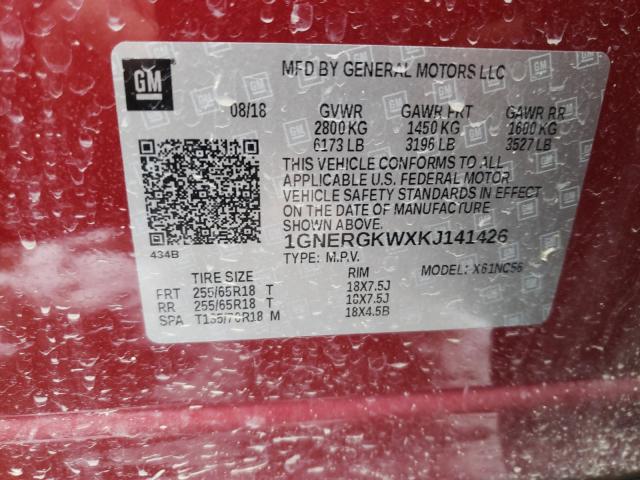 GM
MFD BY GENERAL MOTORS LLC
08/18 GVWR GAWR FRT GAWR RR
2800 KG 1450 KG 1600 KG
6173 LB 3196 LB 3527 LB
THIS VEHICLE CONFORMS TO ALL
APPLICABLE U.S. FEDERAL MOTOR
VEHICLE SAFETY STANDARDS IN EFFECT
ON THE DATE OF MANUFACTURE
SHOWN ABOVE.
434B
1GNERGKWXKJ141426
TYPE: M.P.V. MODEL: X61NC56
TIRE SIZE RIM
FRT 255/65R18 T 18X7.5J
RR 255/65R18 T 18X7.5J
SPA T135/70R18 M 18X4.5B